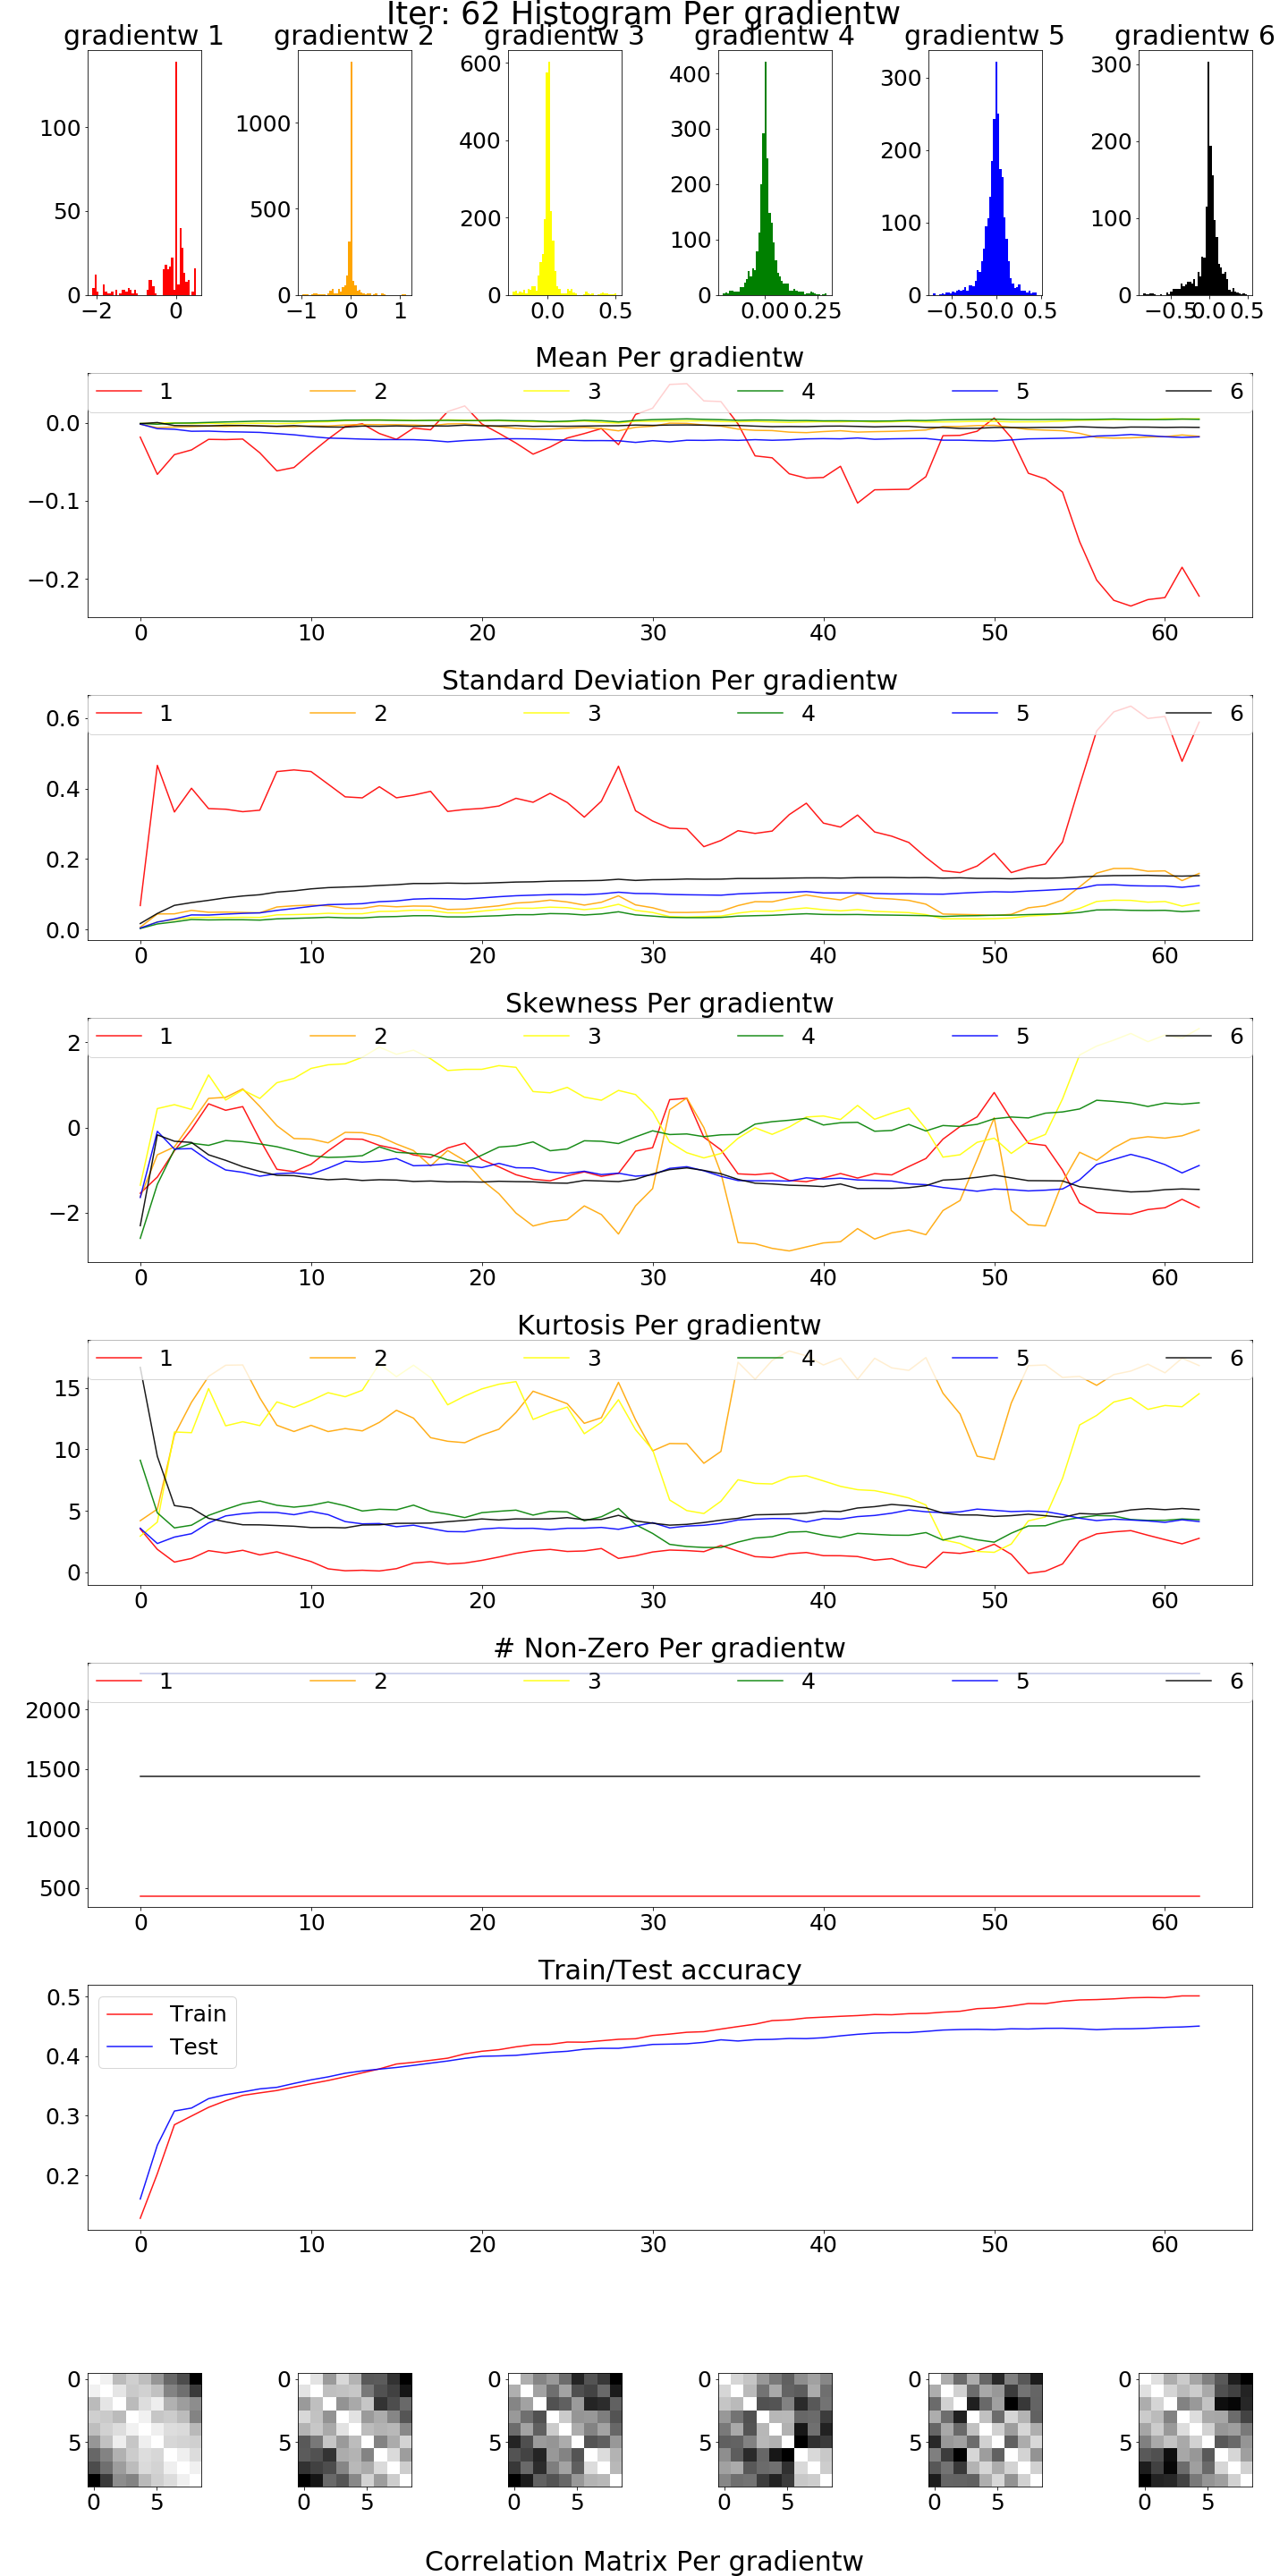 Iter: 62 Histogram Per gradientw
gradientw 1 gradientw 2 gradientw 3 gradientw 4 gradientw 5 gradientw 6
100
50
0
−2 0
1000
500
0
−1 0 1
600
400
200
0
0.0 0.5
400
300
200
100
0
0.00 0.25
300
200
100
0
−0.5 0.0 0.5
300
200
100
0
−0.5 0.0 0.5
Mean Per gradientw
1 2 3 4 5 6
0.0
−0.1
−0.2
0 10 20 30 40 50 60
Standard Deviation Per gradientw
1 2 3 4 5 6
0.6
0.4
0.2
0.0
0 10 20 30 40 50 60
Skewness Per gradientw
1 2 3 4 5 6
2
0
−2
0 10 20 30 40 50 60
Kurtosis Per gradientw
1 2 3 4 5 6
15
10
5
0
0 10 20 30 40 50 60
# Non-Zero Per gradientw
1 2 3 4 5 6
2000
1500
1000
500
0 10 20 30 40 50 60
Train/Test accuracy
Train
Test
0.5
0.4
0.3
0.2
0 10 20 30 40 50 60
0 0 0 0 0 0
5 5 5 5 5 5
0 5 0 5 0 5 0 5 0 5 0 5
Correlation Matrix Per gradientw